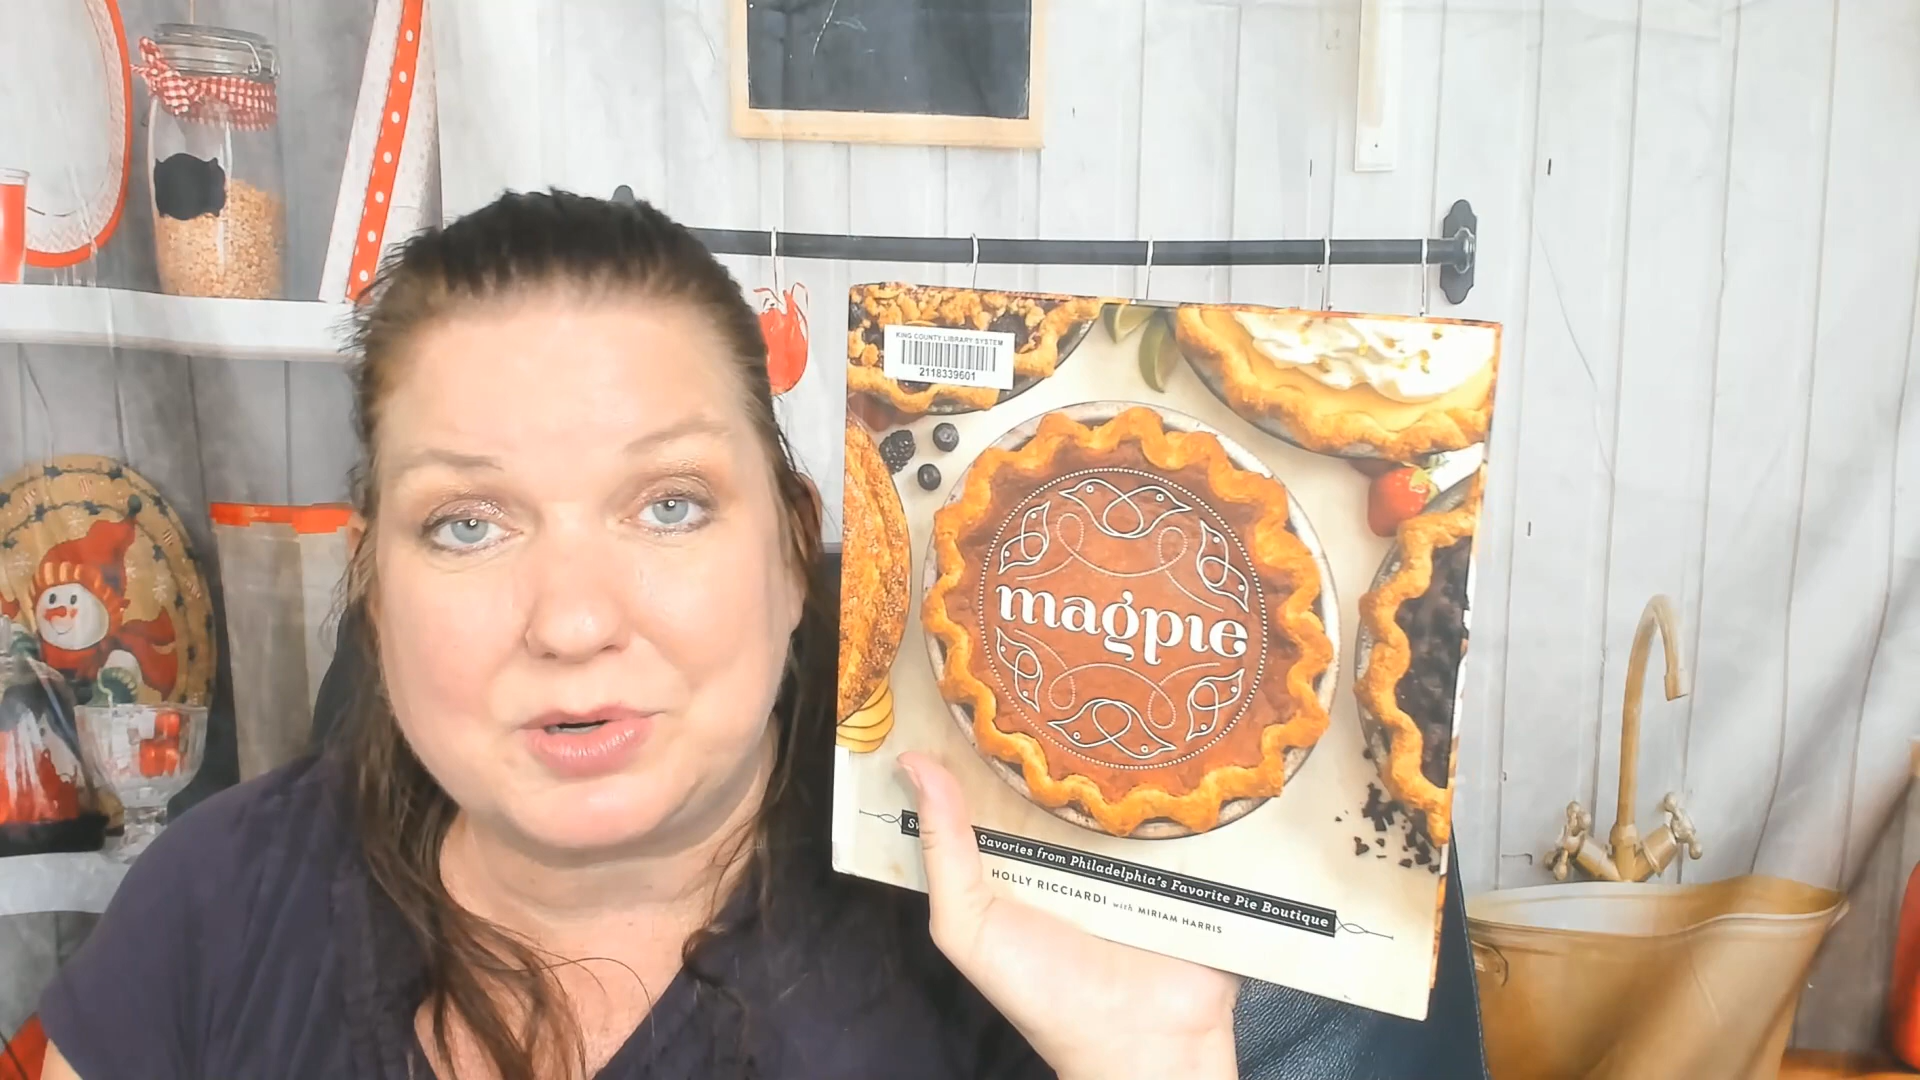 KING COUNTY LIBRARY SYSTEM
2118339601
magpie
Savories from Philadelphia's Favorite Pie Boutique
HOLLY RICCIARDI with MIRIAM HARRIS